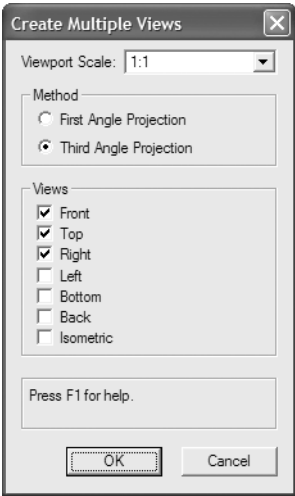 Create Multiple Views
Viewport Scale: 1:1
Method
First Angle Projection
Third Angle Projection
Views
Front
Top
Right
Left
Bottom
Back
Isometric
Press F1 for help.
OK Cancel